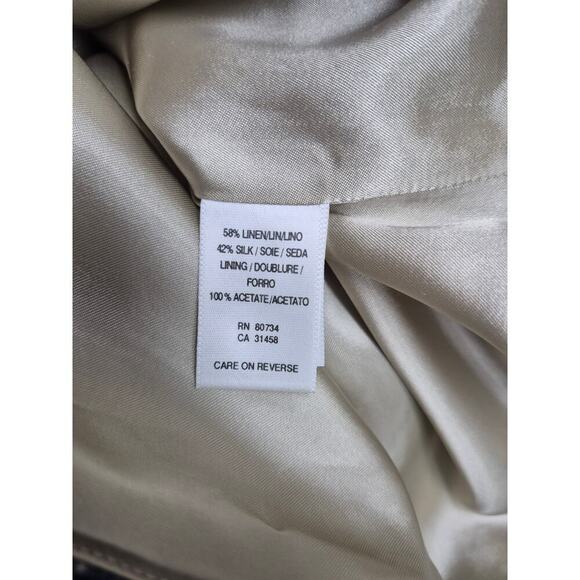 58% LINEN/LIN/LINO
42% SILK / SOIE / SEDA
LINING / DOUBLURE /
FORRO
100% ACETATE/ACETATO
RN 80734
CA 31458
CARE ON REVERSE